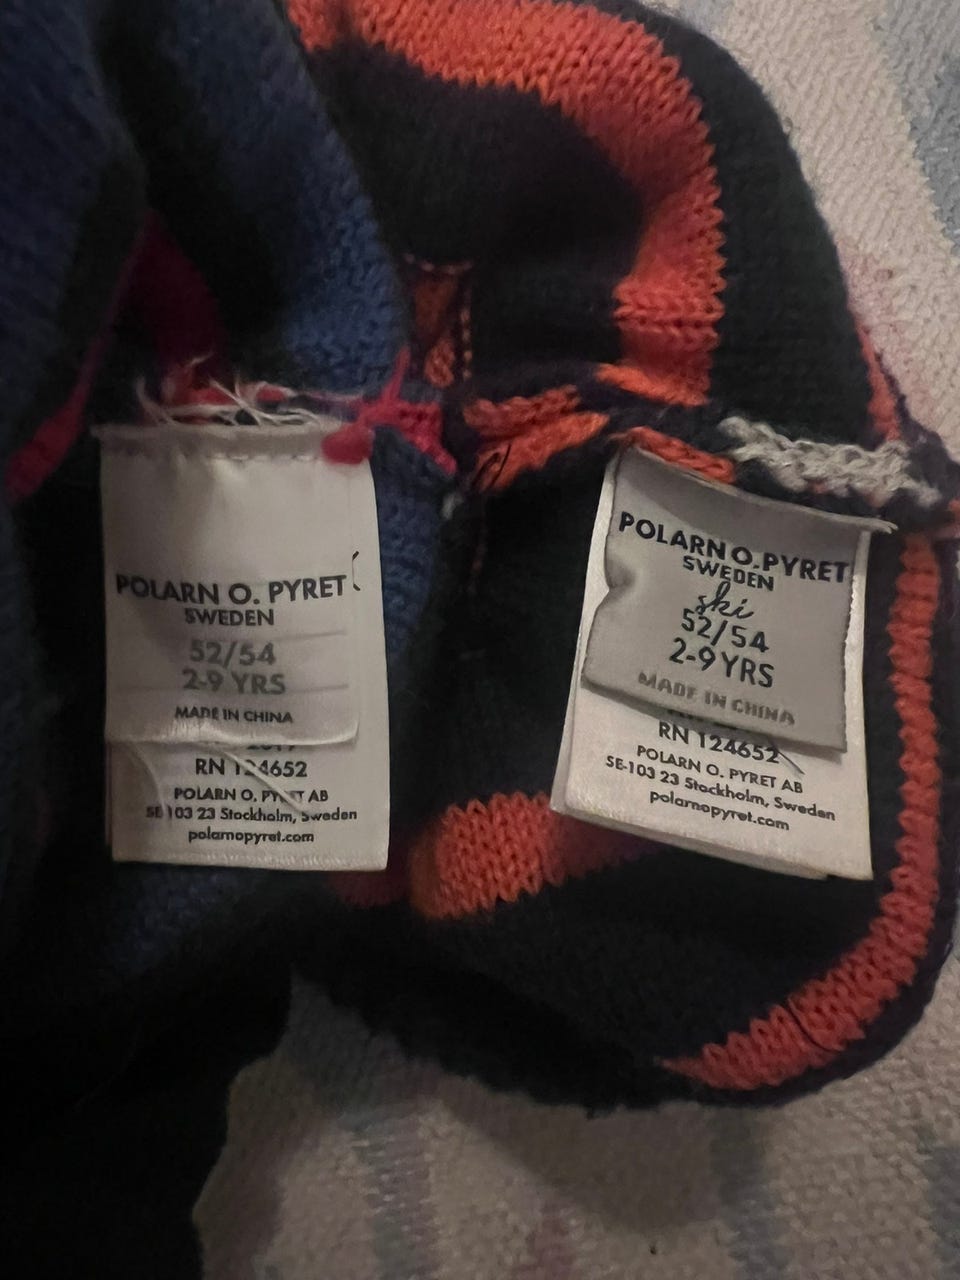 POLARN O. PYRET
SWEDEN
52/54
2-9 YRS
MADE IN CHINA
RN 124652
POLARN O. PYRET AB
SE-103 23 Stockholm, Sweden
polarnopyret.com
POLARN O. PYRET
SWEDEN
ski
52/54
2-9 YRS
MADE IN CHINA
RN 124652
POLARN O. PYRET AB
SE-103 23 Stockholm, Sweden
polarnopyret.com